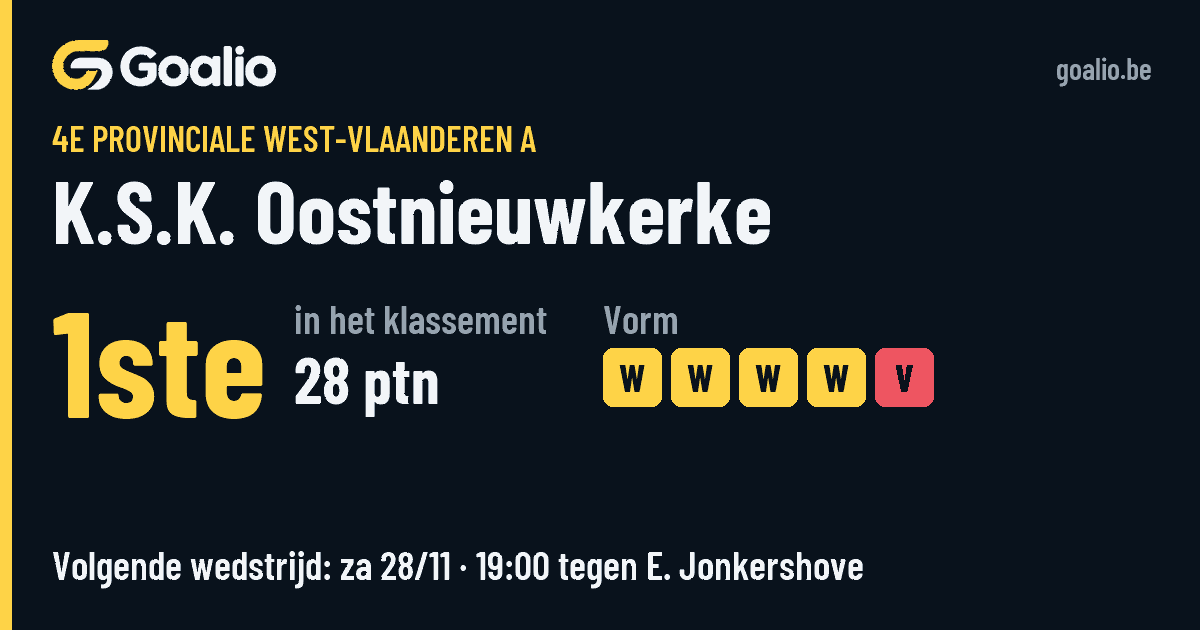 Goalio
goalio.be
4E PROVINCIALE WEST-VLAANDEREN A
K.S.K. Oostnieuwkerke
1ste
in het klassement
28 ptn
Vorm
W W W W V
Volgende wedstrijd: za 28/11 · 19:00 tegen E. Jonkershove